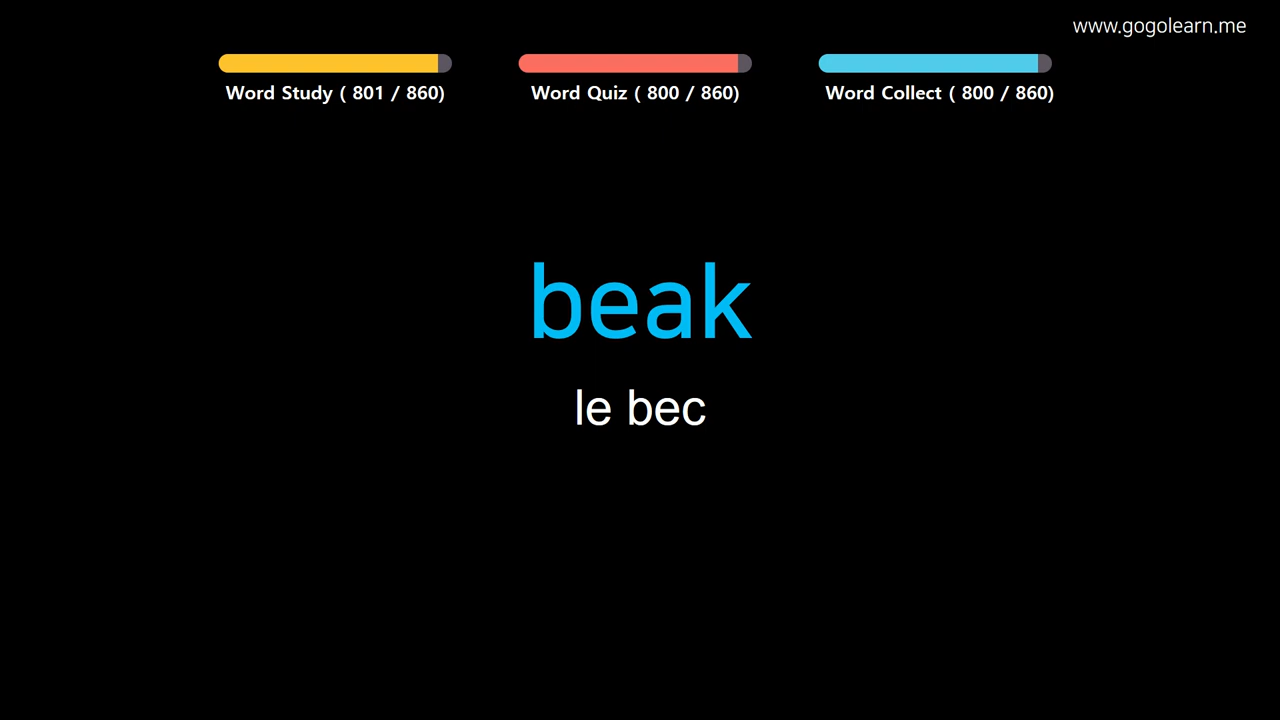 www.gogolearn.me
Word Study ( 801 / 860)
Word Quiz ( 800 / 860)
Word Collect ( 800 / 860)
beak
le bec